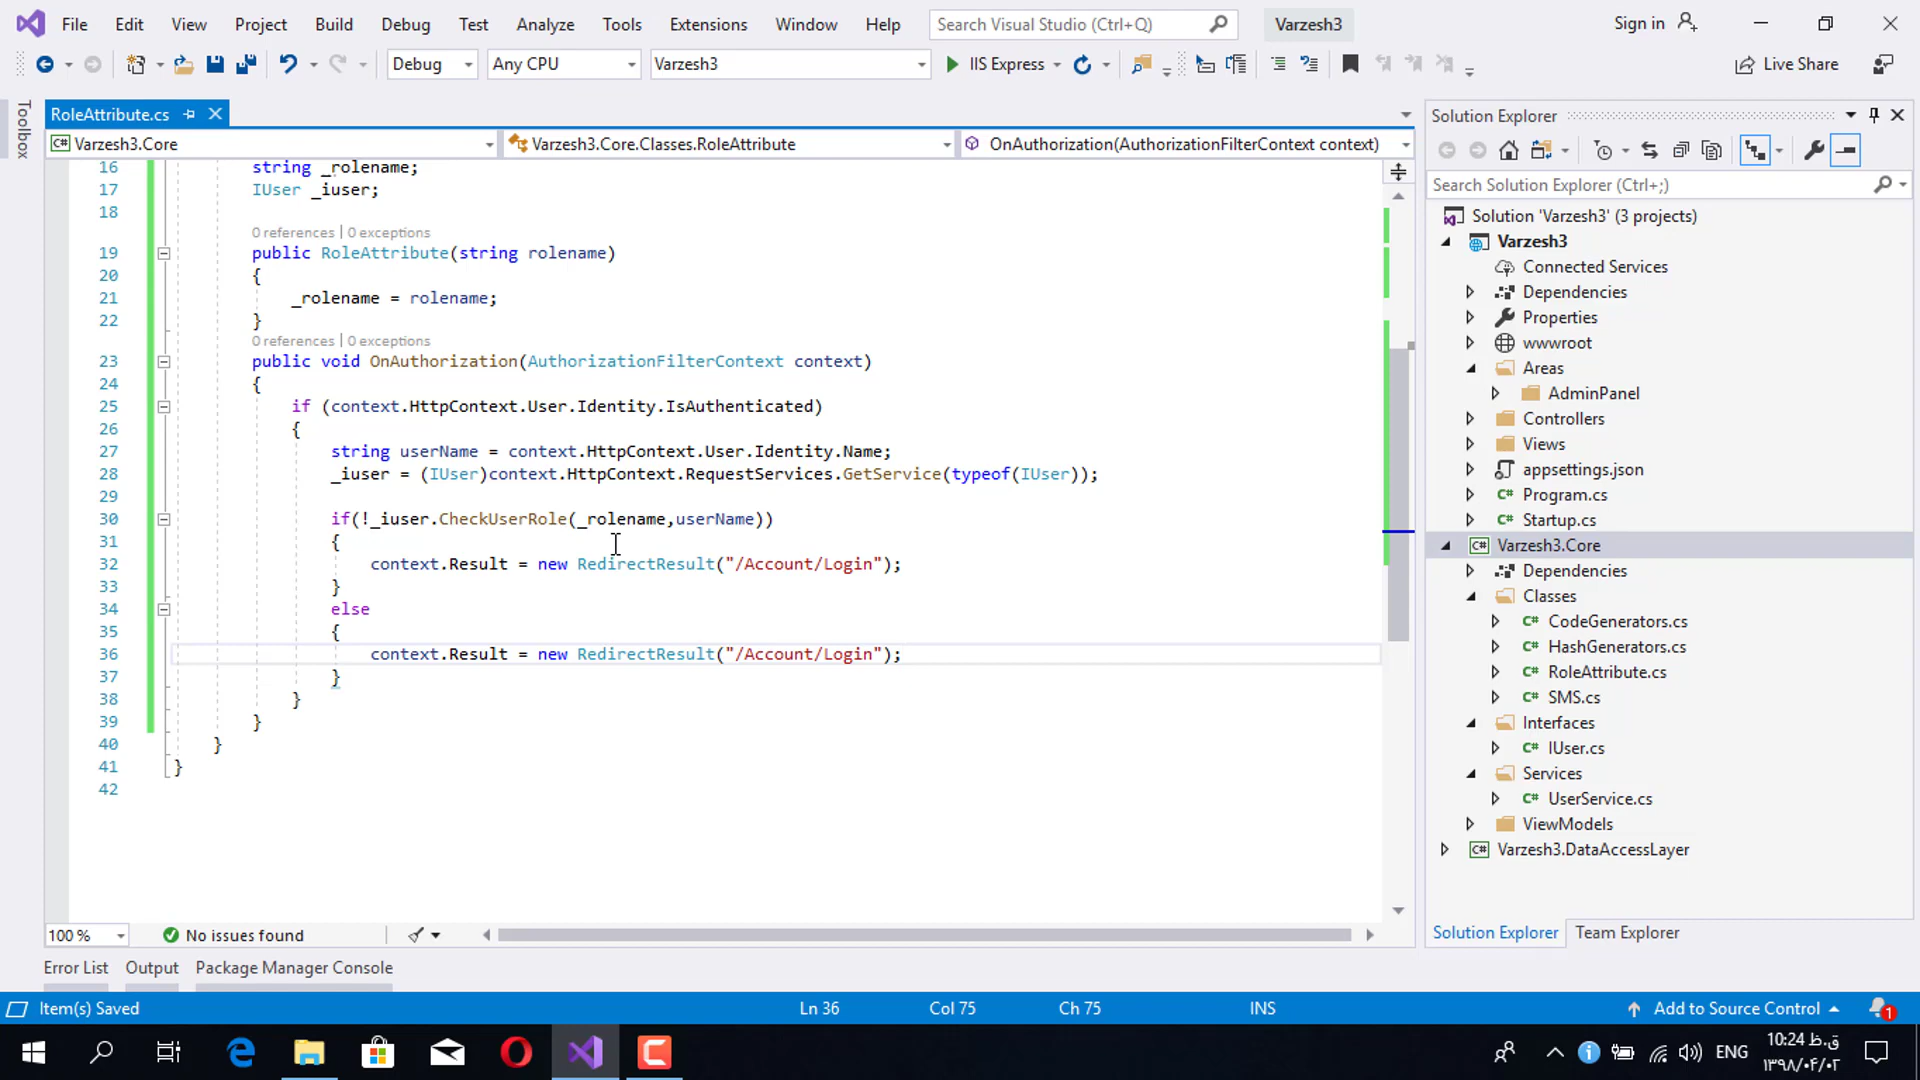 File Edit View Project Build Debug Test Analyze Tools Extensions Window Help Search Visual Studio (Ctrl+Q) Varzesh3 Sign in
Debug Any CPU Varzesh3 IIS Express Live Share
Toolbox
RoleAttribute.cs
Varzesh3.Core Varzesh3.Core.Classes.RoleAttribute OnAuthorization(AuthorizationFilterContext context)
16 string _rolename;
17 IUser _iuser;
18
0 references | 0 exceptions
19 public RoleAttribute(string rolename)
20 {
21 _rolename = rolename;
22 }
0 references | 0 exceptions
23 public void OnAuthorization(AuthorizationFilterContext context)
24 {
25 if (context.HttpContext.User.Identity.IsAuthenticated)
26 {
27 string userName = context.HttpContext.User.Identity.Name;
28 _iuser = (IUser)context.HttpContext.RequestServices.GetService(typeof(IUser));
29
30 if(!_iuser.CheckUserRole(_rolename,userName))
31 {
32 context.Result = new RedirectResult("/Account/Login");
33 }
34 else
35 {
36 context.Result = new RedirectResult("/Account/Login");
37 }
38 }
39 }
40 }
41 }
42
100 % No issues found
Error List Output Package Manager Console
Solution Explorer
Search Solution Explorer (Ctrl+;)
Solution 'Varzesh3' (3 projects)
Varzesh3
Connected Services
Dependencies
Properties
wwwroot
Areas
AdminPanel
Controllers
Views
appsettings.json
Program.cs
Startup.cs
Varzesh3.Core
Dependencies
Classes
C# CodeGenerators.cs
C# HashGenerators.cs
C# RoleAttribute.cs
C# SMS.cs
Interfaces
C# IUser.cs
Services
C# UserService.cs
ViewModels
Varzesh3.DataAccessLayer
Solution Explorer Team Explorer
Item(s) Saved Ln 36 Col 75 Ch 75 INS Add to Source Control 1
ENG
10:24 ق.ظ
۱۳۹۸/۰۴/۰۲